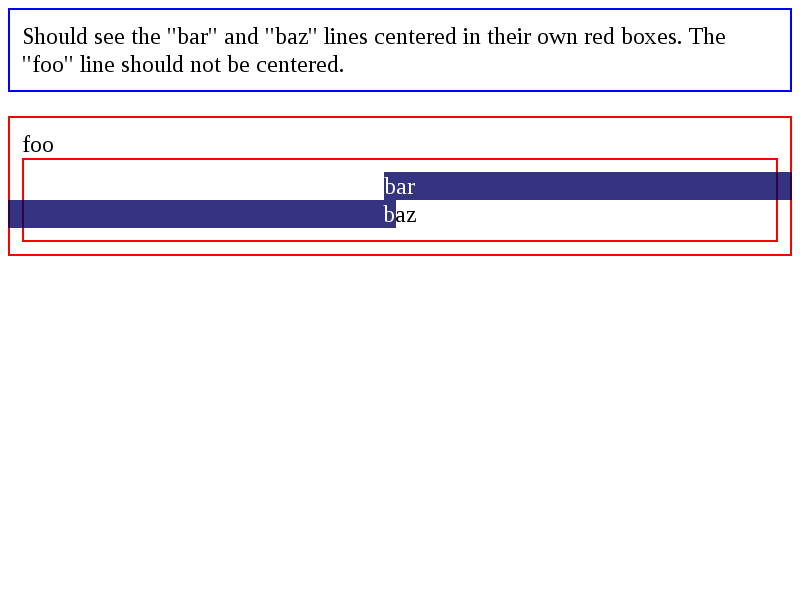 Should see the "bar" and "baz" lines centered in their own red boxes. The
"foo" line should not be centered.
foo
bar
baz